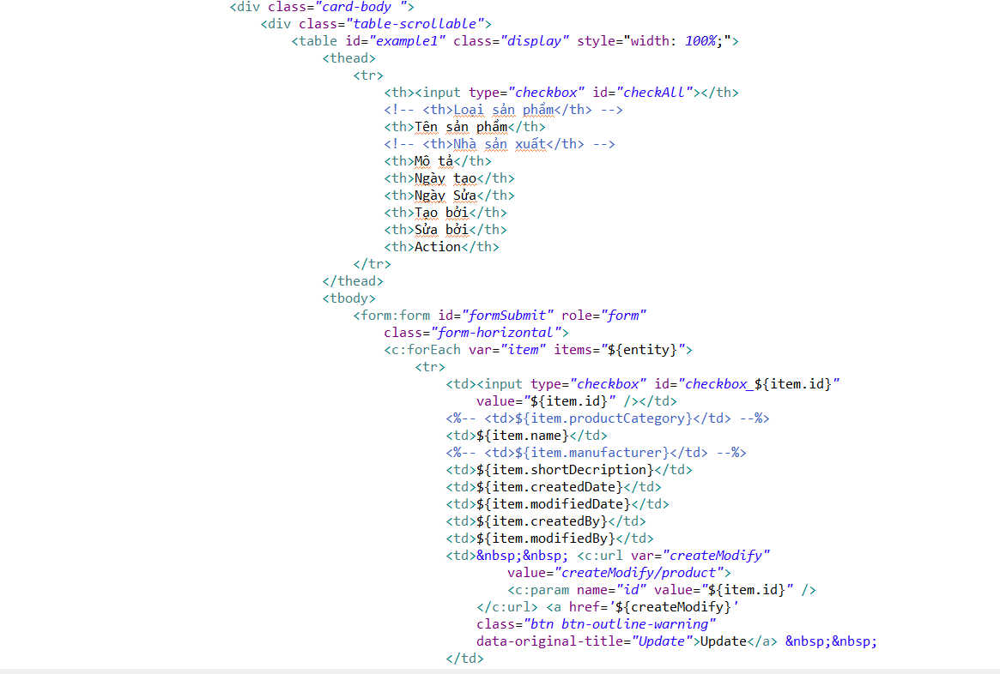 <div class="card-body ">
<div class="table-scrollable">
<table id="example1" class="display" style="width: 100%;">
<thead>
<tr>
<th><input type="checkbox" id="checkAll"></th>
<!-- <th>Loại sản phẩm</th> -->
<th>Tên sản phẩm</th>
<!-- <th>Nhà sản xuất</th> -->
<th>Mô tả</th>
<th>Ngày tạo</th>
<th>Ngày Sửa</th>
<th>Tạo bởi</th>
<th>Sửa bởi</th>
<th>Action</th>
</tr>
</thead>
<tbody>
<form:form id="formSubmit" role="form"
class="form-horizontal">
<c:forEach var="item" items="${entity}">
<tr>
<td><input type="checkbox" id="checkbox_${item.id}"
value="${item.id}" /></td>
<%-- <td>${item.productCategory}</td> --%>
<td>${item.name}</td>
<%-- <td>${item.manufacturer}</td> --%>
<td>${item.shortDecription}</td>
<td>${item.createdDate}</td>
<td>${item.modifiedDate}</td>
<td>${item.createdBy}</td>
<td>${item.modifiedBy}</td>
<td>&nbsp;&nbsp; <c:url var="createModify"
value="createModify/product">
<c:param name="id" value="${item.id}" />
</c:url> <a href='${createModify}'
class="btn btn-outline-warning"
data-original-title="Update">Update</a> &nbsp;&nbsp;
</td>